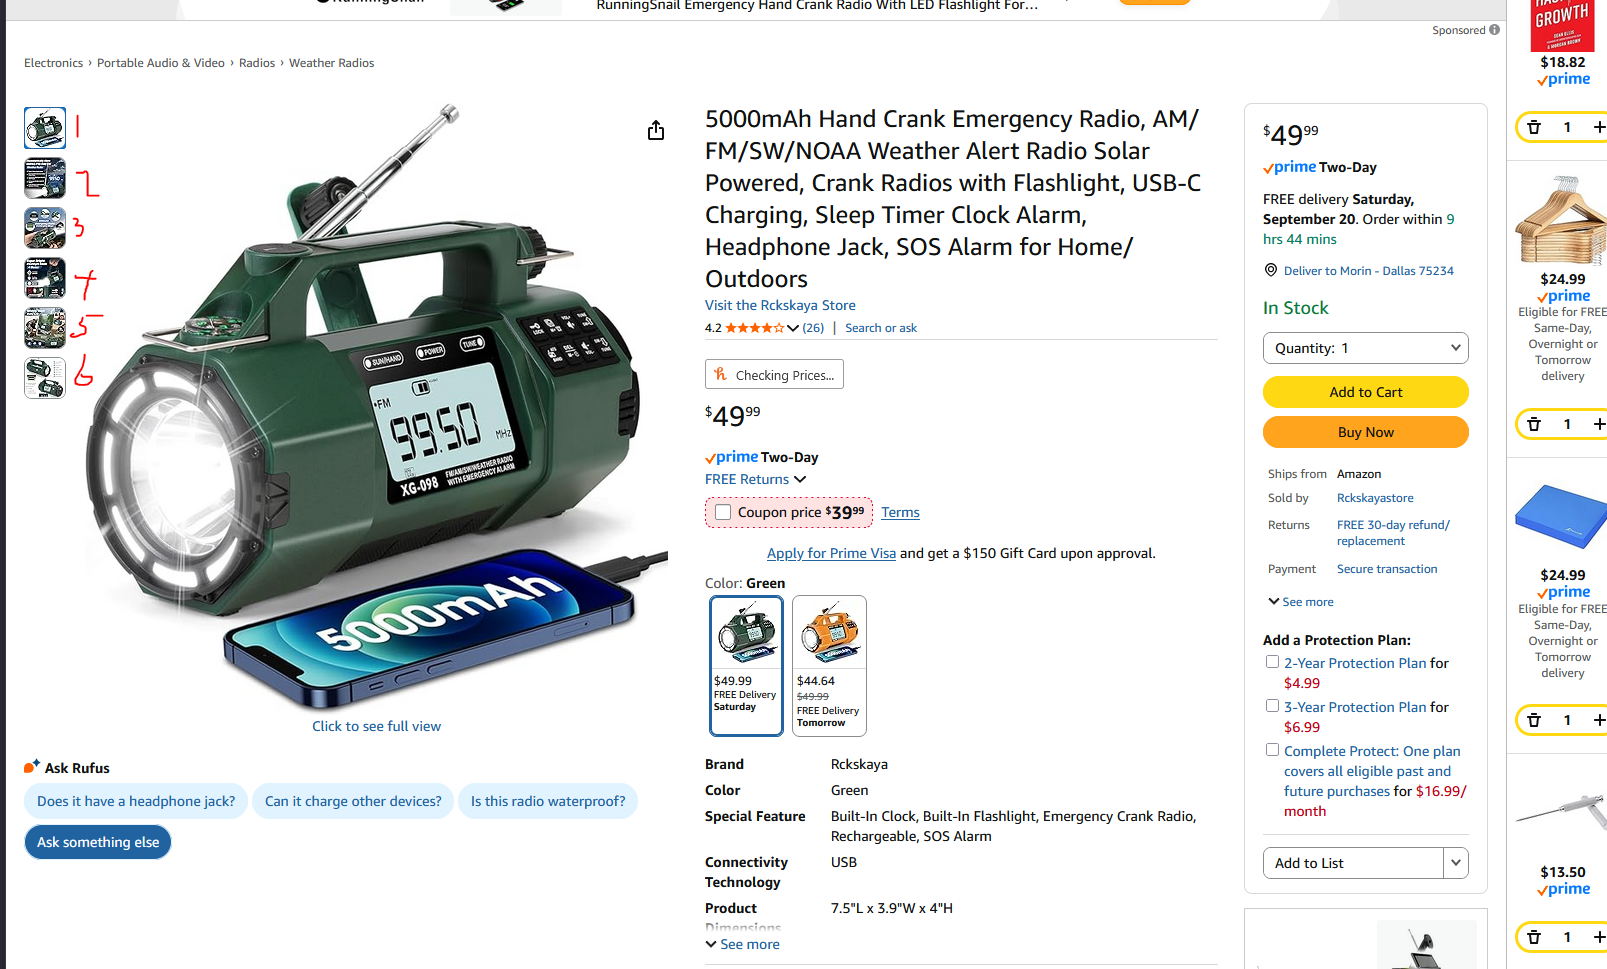 RunningSnail Emergency Hand Crank Radio With LED Flashlight For...
Sponsored
Electronics › Portable Audio & Video › Radios › Weather Radios
1
2
3
4
5
6
SUN/HAND
POWER
TUNE
FM
99.50
MHz
XG-098
FM/AM/SW/WEATHER RADIO
WITH EMERGENCY ALARM
5000mAh
Click to see full view
Ask Rufus
Does it have a headphone jack?
Can it charge other devices?
Is this radio waterproof?
Ask something else
5000mAh Hand Crank Emergency Radio, AM/
FM/SW/NOAA Weather Alert Radio Solar
Powered, Crank Radios with Flashlight, USB-C
Charging, Sleep Timer Clock Alarm,
Headphone Jack, SOS Alarm for Home/
Outdoors
Visit the Rckskaya Store
4.2 (26) | Search or ask
Checking Prices...
$49.99
prime Two-Day
FREE Returns
Coupon price $39.99 Terms
Apply for Prime Visa and get a $150 Gift Card upon approval.
Color: Green
$49.99
FREE Delivery
Saturday
$44.64
$49.99
FREE Delivery
Tomorrow
Brand Rckskaya
Color Green
Special Feature Built-In Clock, Built-In Flashlight, Emergency Crank Radio,
Rechargeable, SOS Alarm
Connectivity USB
Technology
Product 7.5"L x 3.9"W x 4"H
Dimensions
See more
$49.99
prime Two-Day
FREE delivery Saturday,
September 20. Order within 9
hrs 44 mins
Deliver to Morin - Dallas 75234
In Stock
Quantity: 1
Add to Cart
Buy Now
Ships from Amazon
Sold by Rckskayastore
Returns FREE 30-day refund/
replacement
Payment Secure transaction
See more
Add a Protection Plan:
2-Year Protection Plan for
$4.99
3-Year Protection Plan for
$6.99
Complete Protect: One plan
covers all eligible past and
future purchases for $16.99/
month
Add to List
GROWTH
SEAN ELLIS
& MORGAN BROWN
$18.82
prime
1
$24.99
prime
Eligible for FREE
Same-Day,
Overnight or
Tomorrow
delivery
1
$24.99
prime
Eligible for FREE
Same-Day,
Overnight or
Tomorrow
delivery
1
$13.50
prime
1